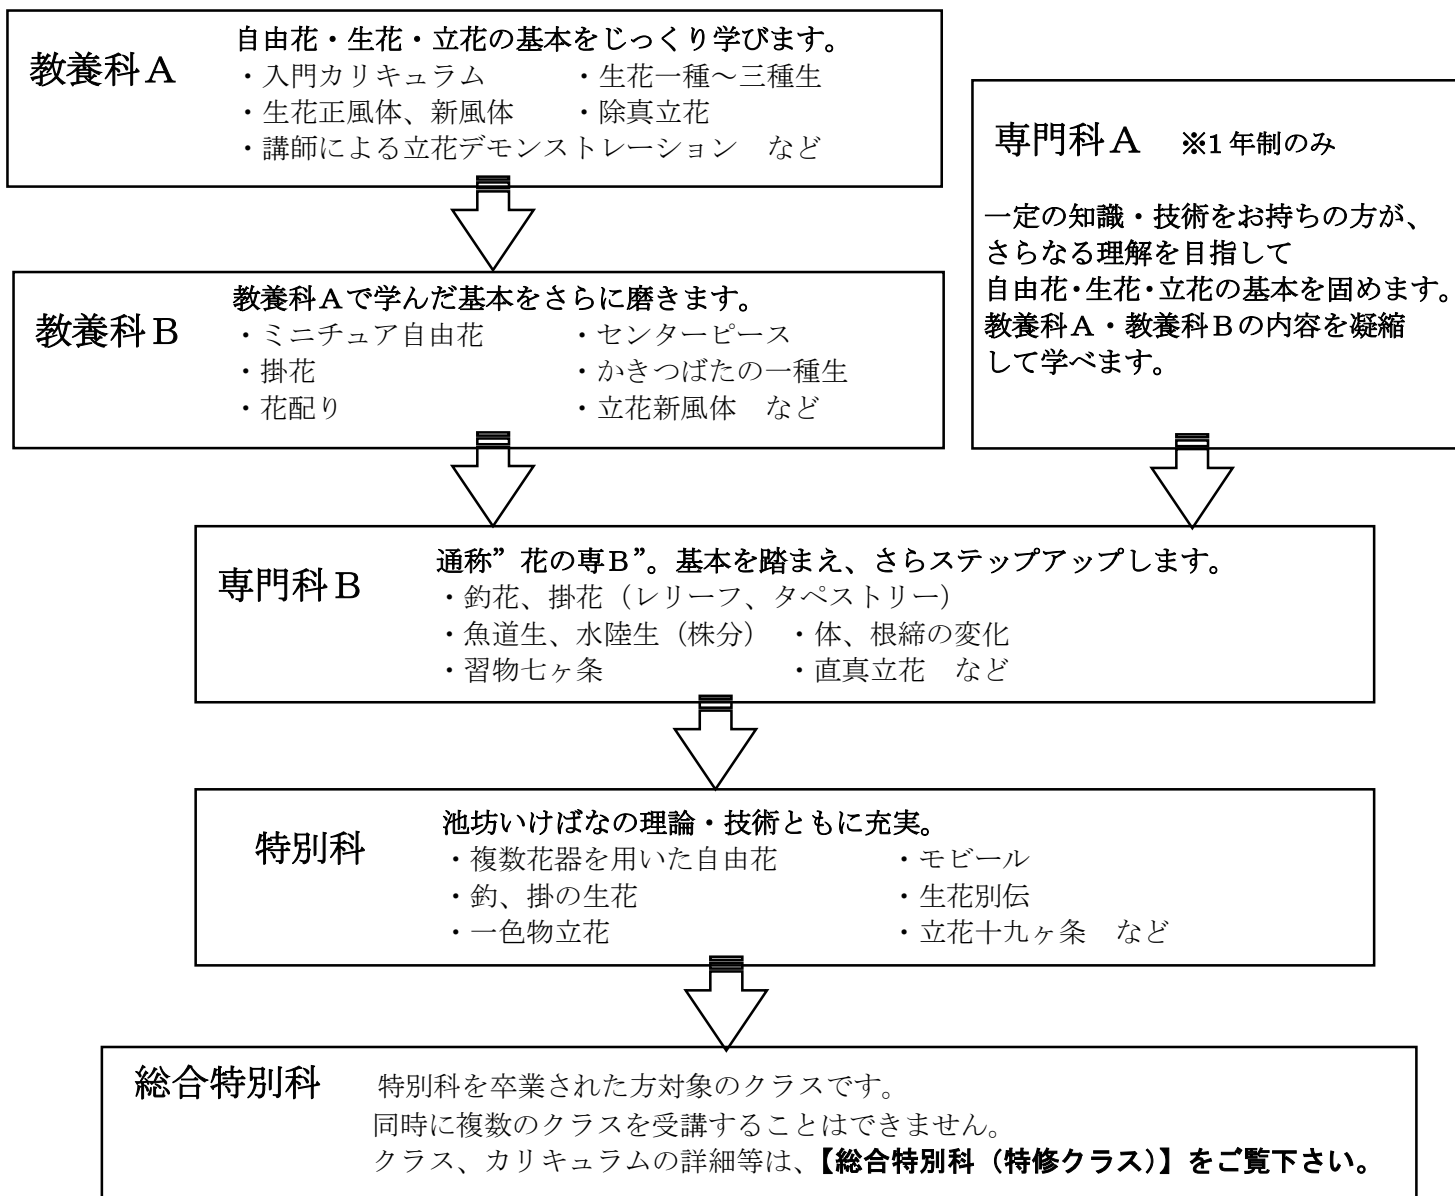 教養科A
自由花・生花・立花の基本をじっくり学びます。
・入門カリキュラム ・生花一種~三種生
・生花正風体、新風体 ・除真立花
・講師による立花デモンストレーション など
専門科A ※1年制のみ
一定の知識・技術をお持ちの方が、
さらなる理解を目指して
自由花・生花・立花の基本を固めます。
教養科A・教養科Bの内容を凝縮
して学べます。
教養科B
教養科Aで学んだ基本をさらに磨きます。
・ミニチュア自由花 ・センターピース
・掛花 ・かきつばたの一種生
・花配り ・立花新風体 など
専門科B
通称”花の専B”。基本を踏まえ、さらステップアップします。
・釣花、掛花(レリーフ、タペストリー)
・魚道生、水陸生(株分) ・体、根締の変化
・習物七ヶ条 ・直真立花 など
特別科
池坊いけばなの理論・技術ともに充実。
・複数花器を用いた自由花 ・モビール
・釣、掛の生花 ・生花別伝
・一色物立花 ・立花十九ヶ条 など
総合特別科
特別科を卒業された方対象のクラスです。
同時に複数のクラスを受講することはできません。
クラス、カリキュラムの詳細等は、【総合特別科(特修クラス)】をご覧下さい。